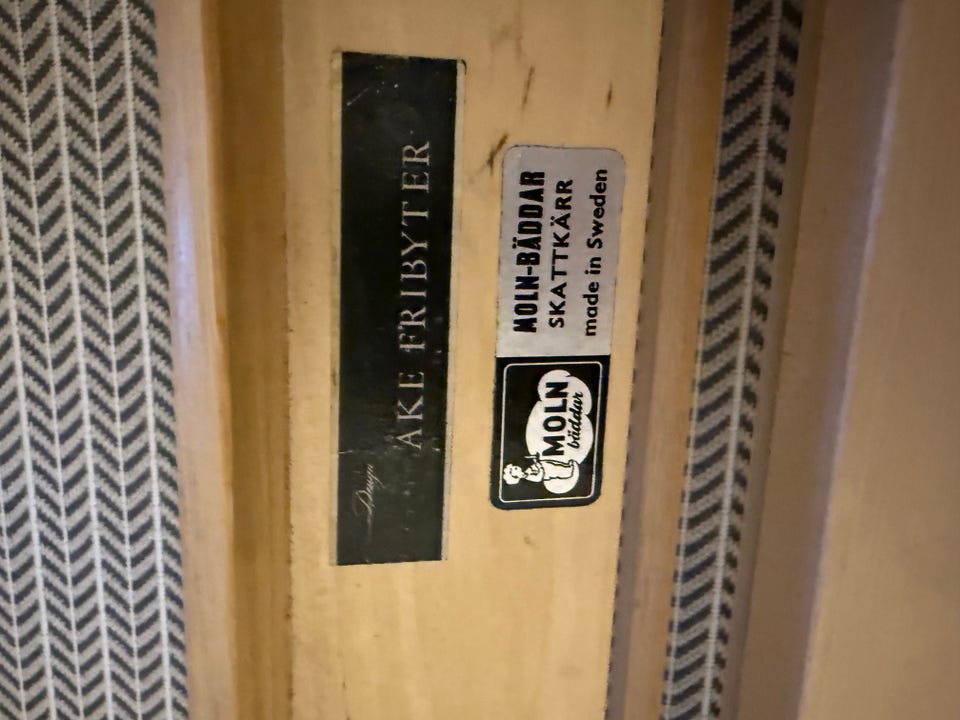 Design
AKE FRIBYTER
MOLN-BÄDDAR
SKATTKÄRR
made in Sweden
MOLN
bäddar